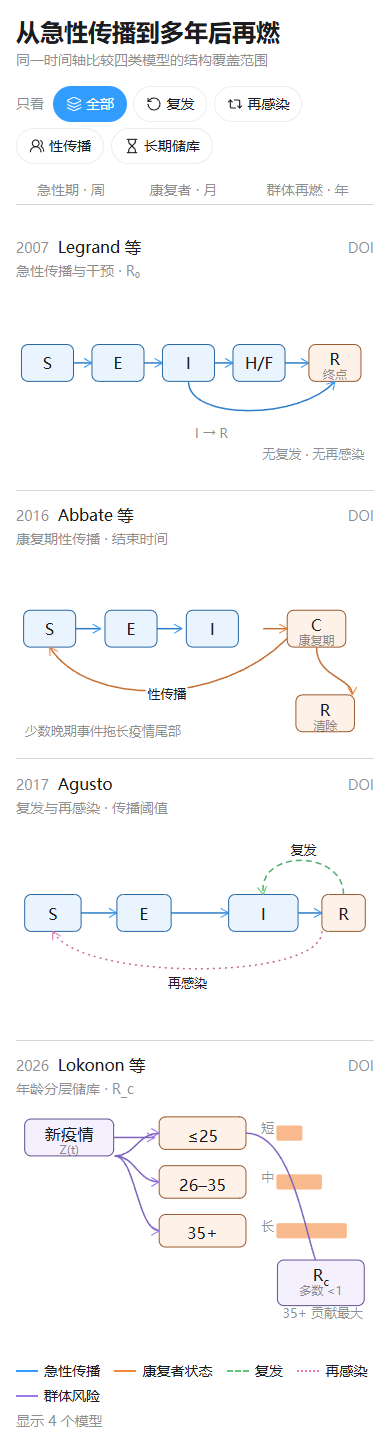 从急性传播到多年后再燃
同一时间轴比较四类模型的结构覆盖范围
只看 全部 复发 再感染
性传播 长期储库
急性期 · 周 康复者 · 月 群体再燃 · 年
2007 Legrand 等 DOI
急性传播与干预 · R₀
S E I H/F R
终点
I → R
无复发 · 无再感染
2016 Abbate 等 DOI
康复期性传播 · 结束时间
S E I C
康复期
性传播
R
清除
少数晚期事件拖长疫情尾部
2017 Agusto DOI
复发与再感染 · 传播阈值
复发
S E I R
再感染
2026 Lokonon 等 DOI
年龄分层储库 · R_c
新疫情
Z(t)
≤25 短
26–35 中
35+ 长
Rc
多数 <1
35+ 贡献最大
急性传播 康复者状态 复发 再感染
群体风险
显示 4 个模型